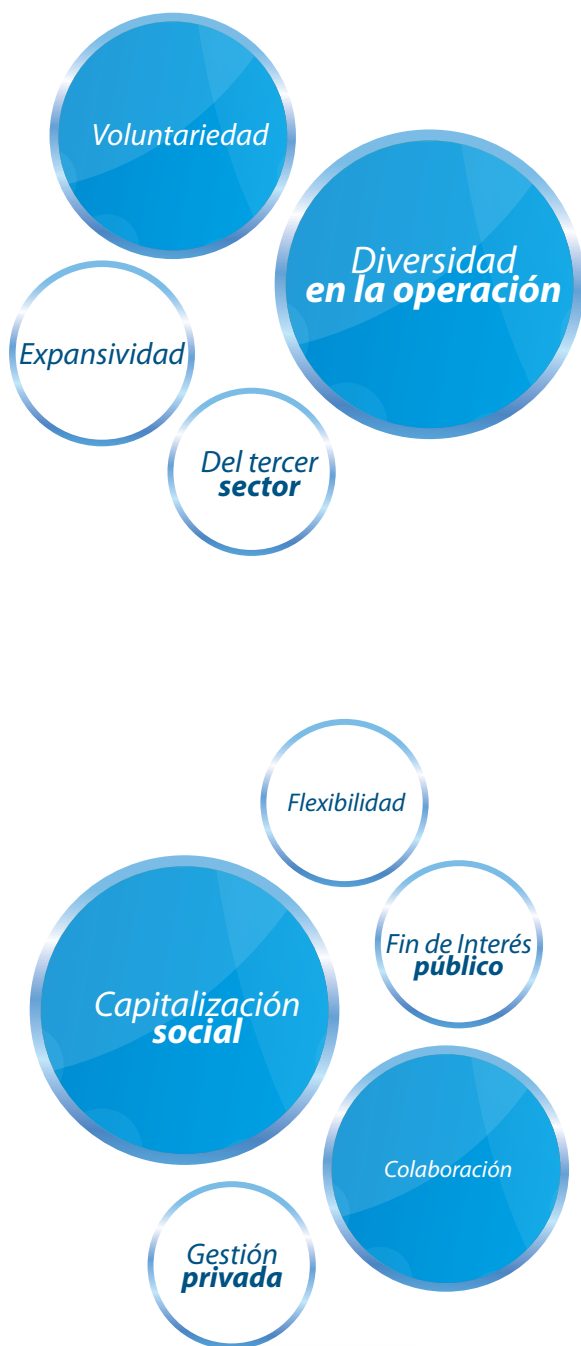 Voluntariedad
Diversidad
en la operación
Expansividad
Del tercer
sector
Flexibilidad
Fin de Interés
público
Capitalización
social
Colaboración
Gestión
privada